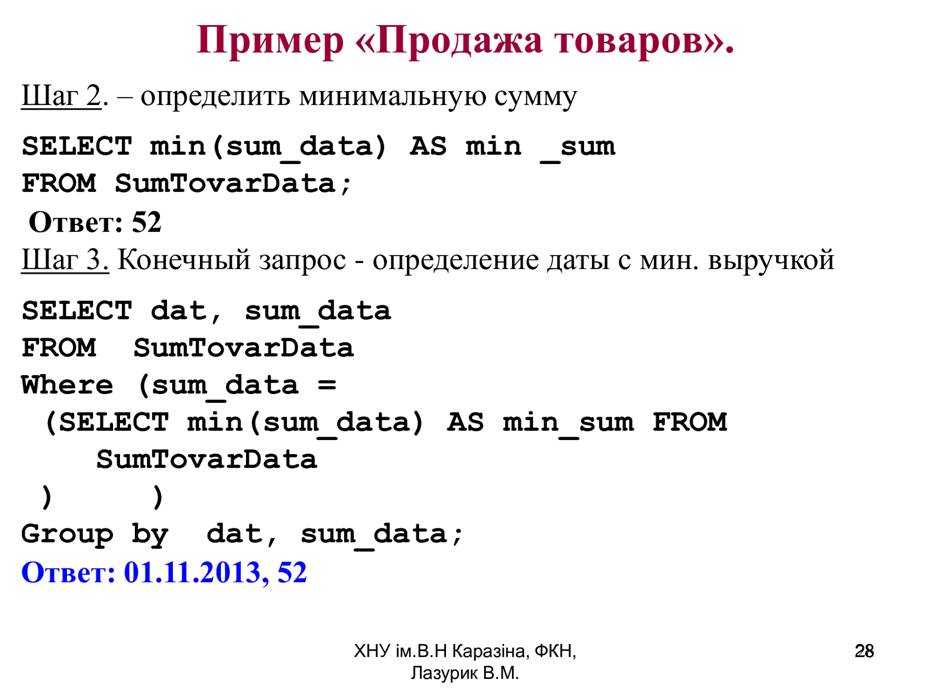 Пример «Продажа товаров».
Шаг 2. – определить минимальную сумму
SELECT min(sum_data) AS min _sum
FROM SumTovarData;
Ответ: 52
Шаг 3. Конечный запрос - определение даты с мин. выручкой
SELECT dat, sum_data
FROM  SumTovarData
Where (sum_data =
(SELECT min(sum_data) AS min_sum FROM
SumTovarData
)     )
Group by  dat, sum_data;
Ответ: 01.11.2013, 52
ХНУ ім.В.Н Каразіна, ФКН,
Лазурик В.М.
28